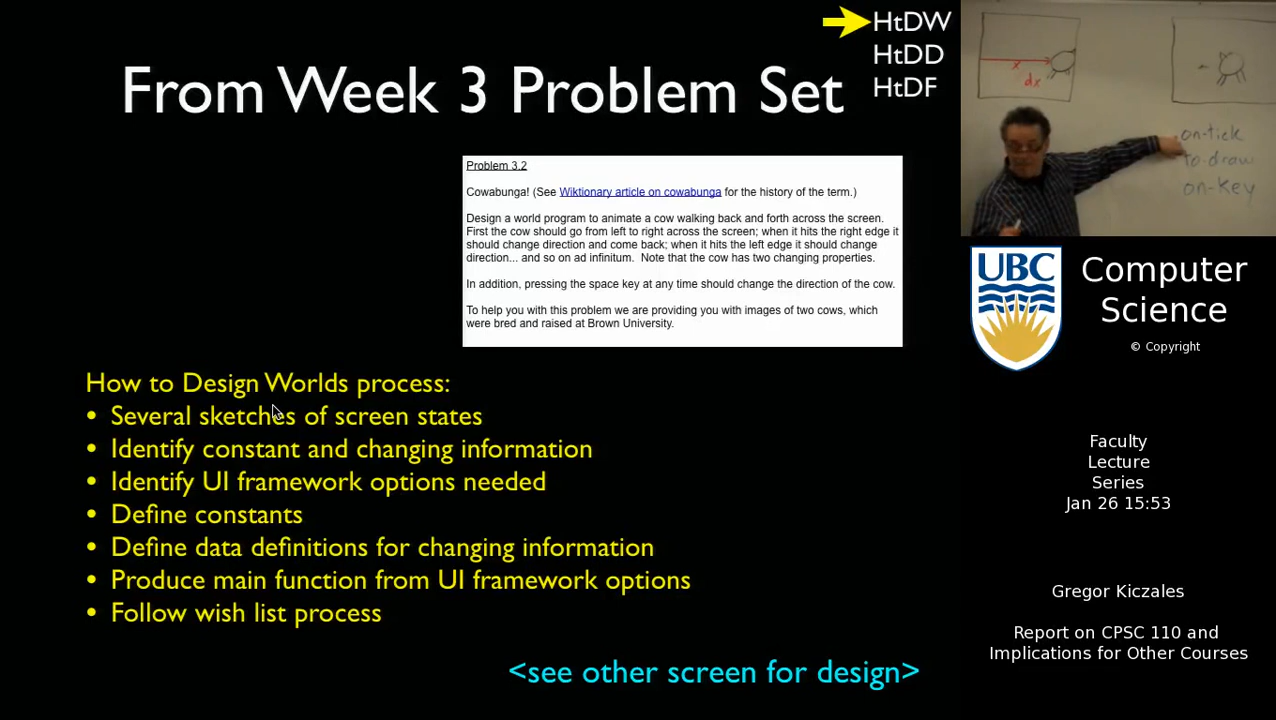 From Week 3 Problem Set
HtDW
HtDD
HtDF
Problem 3.2
Cowabunga! (See Wiktionary article on cowabunga for the history of the term.)
Design a world program to animate a cow walking back and forth across the screen.
First the cow should go from left to right across the screen; when it hits the right edge it
should change direction and come back; when it hits the left edge it should change
direction... and so on ad infinitum. Note that the cow has two changing properties.
In addition, pressing the space key at any time should change the direction of the cow.
To help you with this problem we are providing you with images of two cows, which
were bred and raised at Brown University.
How to Design Worlds process:
• Several sketches of screen states
• Identify constant and changing information
• Identify UI framework options needed
• Define constants
• Define data definitions for changing information
• Produce main function from UI framework options
• Follow wish list process
<see other screen for design>
x
dx
on-tick
to-draw
on-key
UBC
Computer
Science
© Copyright
Faculty
Lecture
Series
Jan 26 15:53
Gregor Kiczales
Report on CPSC 110 and
Implications for Other Courses